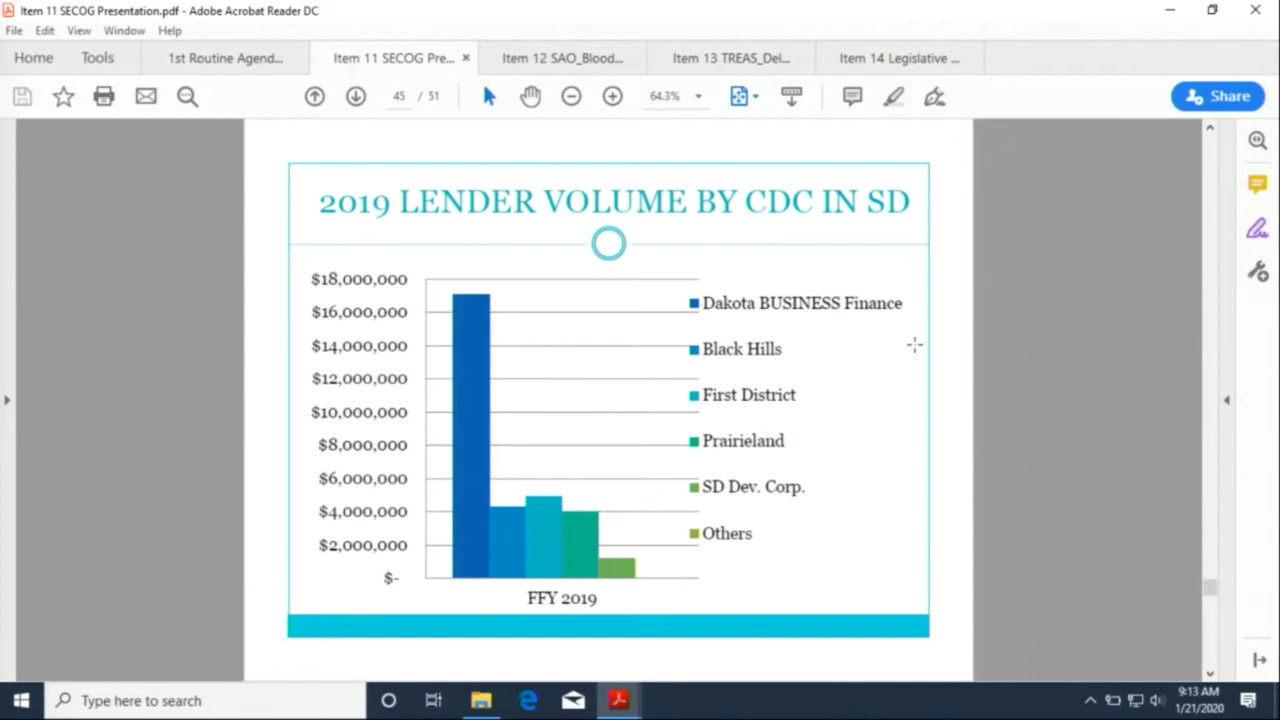 Item 11 SECOG Presentation.pdf - Adobe Acrobat Reader DC
File Edit View Window Help
Home Tools 1st Routine Agend... Item 11 SECOG Pre... Item 12 SAO_Blood... Item 13 TREAS_Del... Item 14 Legislative ...
45 / 51 64.3% Share
2019 LENDER VOLUME BY CDC IN SD
$18,000,000
$16,000,000
$14,000,000
$12,000,000
$10,000,000
$8,000,000
$6,000,000
$4,000,000
$2,000,000
$-
FFY 2019
Dakota BUSINESS Finance
Black Hills
First District
Prairieland
SD Dev. Corp.
Others
Type here to search
9:13 AM
1/21/2020